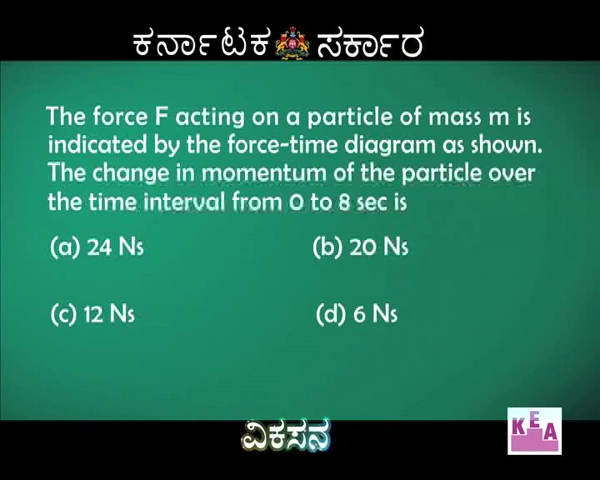 ಕರ್ನಾಟಕ ಸರ್ಕಾರ
The force F acting on a particle of mass m is
indicated by the force-time diagram as shown.
The change in momentum of the particle over
the time interval from 0 to 8 sec is
(a) 24 Ns (b) 20 Ns
(c) 12 Ns (d) 6 Ns
ವಿಕಸನ
KEA